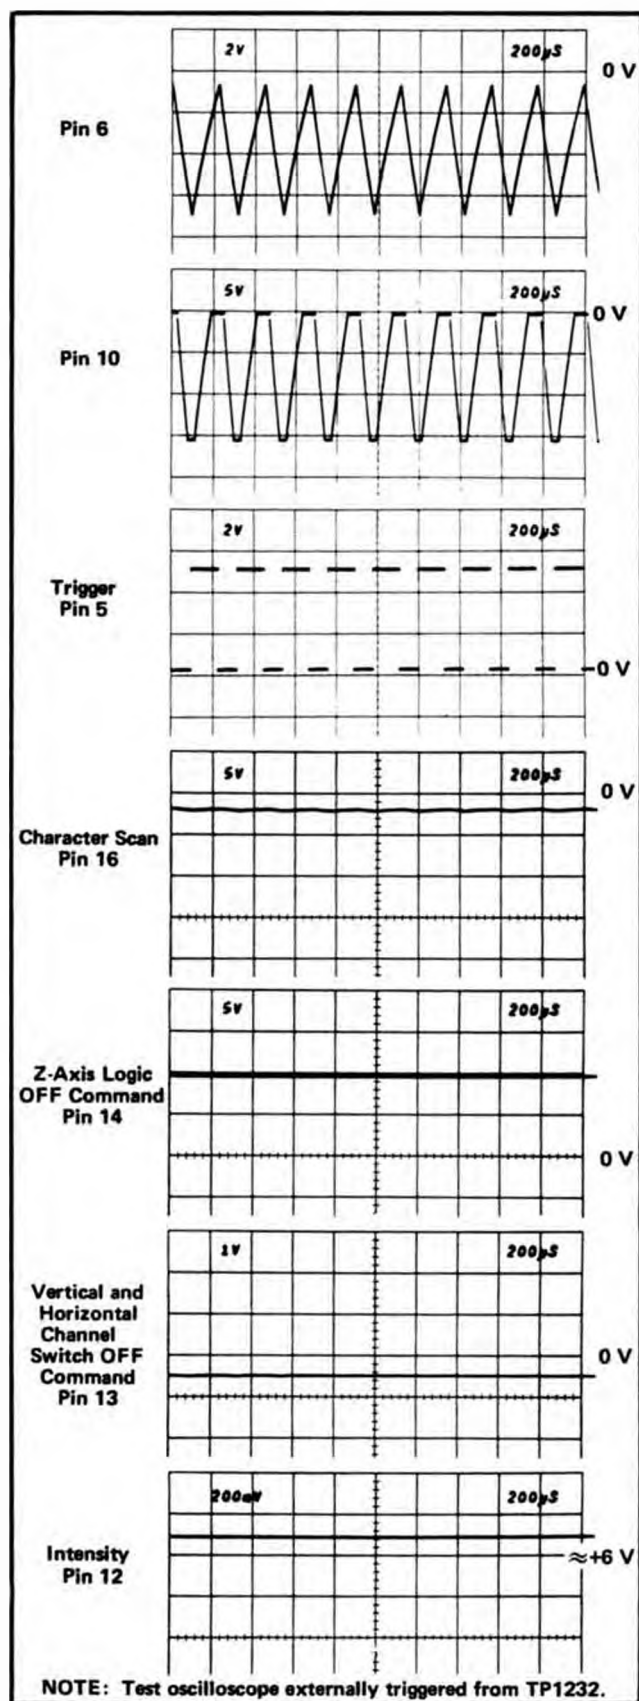 2V 200µS
0 V
Pin 6
5V 200µS
0 V
Pin 10
2V 200µS
Trigger
Pin 5
0 V
5V 200µS
0 V
Character Scan
Pin 16
5V 200µS
Z-Axis Logic
OFF Command
Pin 14
0 V
1V 200µS
Vertical and
Horizontal
Channel
Switch OFF
Command
Pin 13
0 V
200mV 200µS
Intensity
Pin 12
≈+6 V
NOTE: Test oscilloscope externally triggered from TP1232.